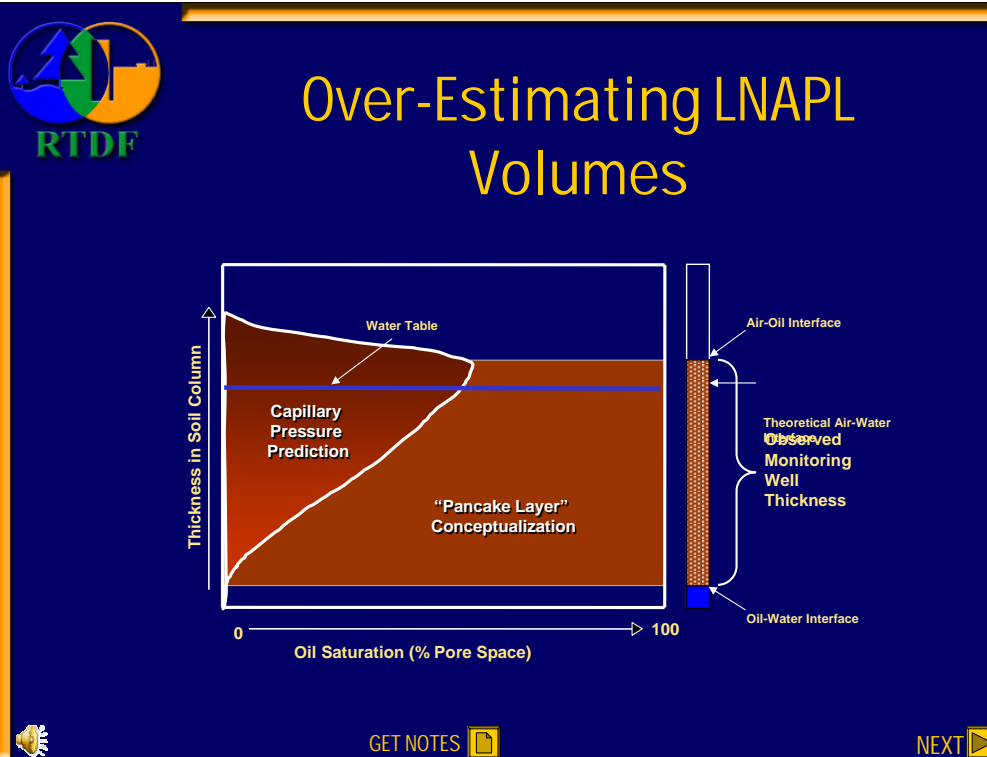 RTDF
Over-Estimating LNAPL
Volumes
Water Table
Air-Oil Interface
Thickness in Soil Column
Capillary
Pressure
Prediction
Theoretical Air-Water
Interface
Observed
Monitoring
Well
Thickness
“Pancake Layer”
Conceptualization
Oil-Water Interface
0
100
Oil Saturation (% Pore Space)
GET NOTES
NEXT